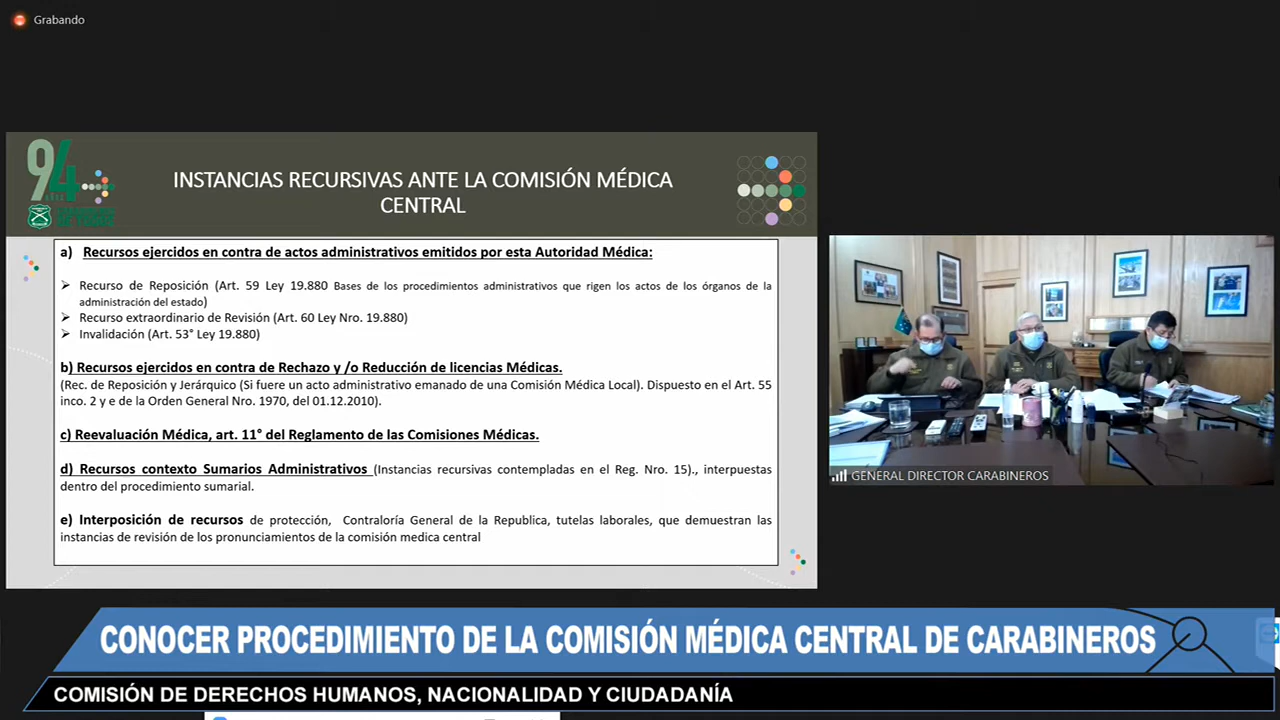 Grabando
94
INSTANCIAS RECURSIVAS ANTE LA COMISIÓN MÉDICA
CENTRAL
a) Recursos ejercidos en contra de actos administrativos emitidos por esta Autoridad Médica:
➢ Recurso de Reposición (Art. 59 Ley 19.880 Bases de los procedimientos administrativos que rigen los actos de los órganos de la
administración del estado)
➢ Recurso extraordinario de Revisión (Art. 60 Ley Nro. 19.880)
➢ Invalidación (Art. 53° Ley 19.880)
b) Recursos ejercidos en contra de Rechazo y /o Reducción de licencias Médicas.
(Rec. de Reposición y Jerárquico (Si fuere un acto administrativo emanado de una Comisión Médica Local). Dispuesto en el Art. 55
inco. 2 y e de la Orden General Nro. 1970, del 01.12.2010).
c) Reevaluación Médica, art. 11° del Reglamento de las Comisiones Médicas.
d) Recursos contexto Sumarios Administrativos (Instancias recursivas contempladas en el Reg. Nro. 15)., interpuestas
dentro del procedimiento sumarial.
e) Interposición de recursos de protección, Contraloría General de la Republica, tutelas laborales, que demuestran las
instancias de revisión de los pronunciamientos de la comisión medica central
GENERAL DIRECTOR CARABINEROS
CONOCER PROCEDIMIENTO DE LA COMISIÓN MÉDICA CENTRAL DE CARABINEROS
COMISIÓN DE DERECHOS HUMANOS, NACIONALIDAD Y CIUDADANÍA